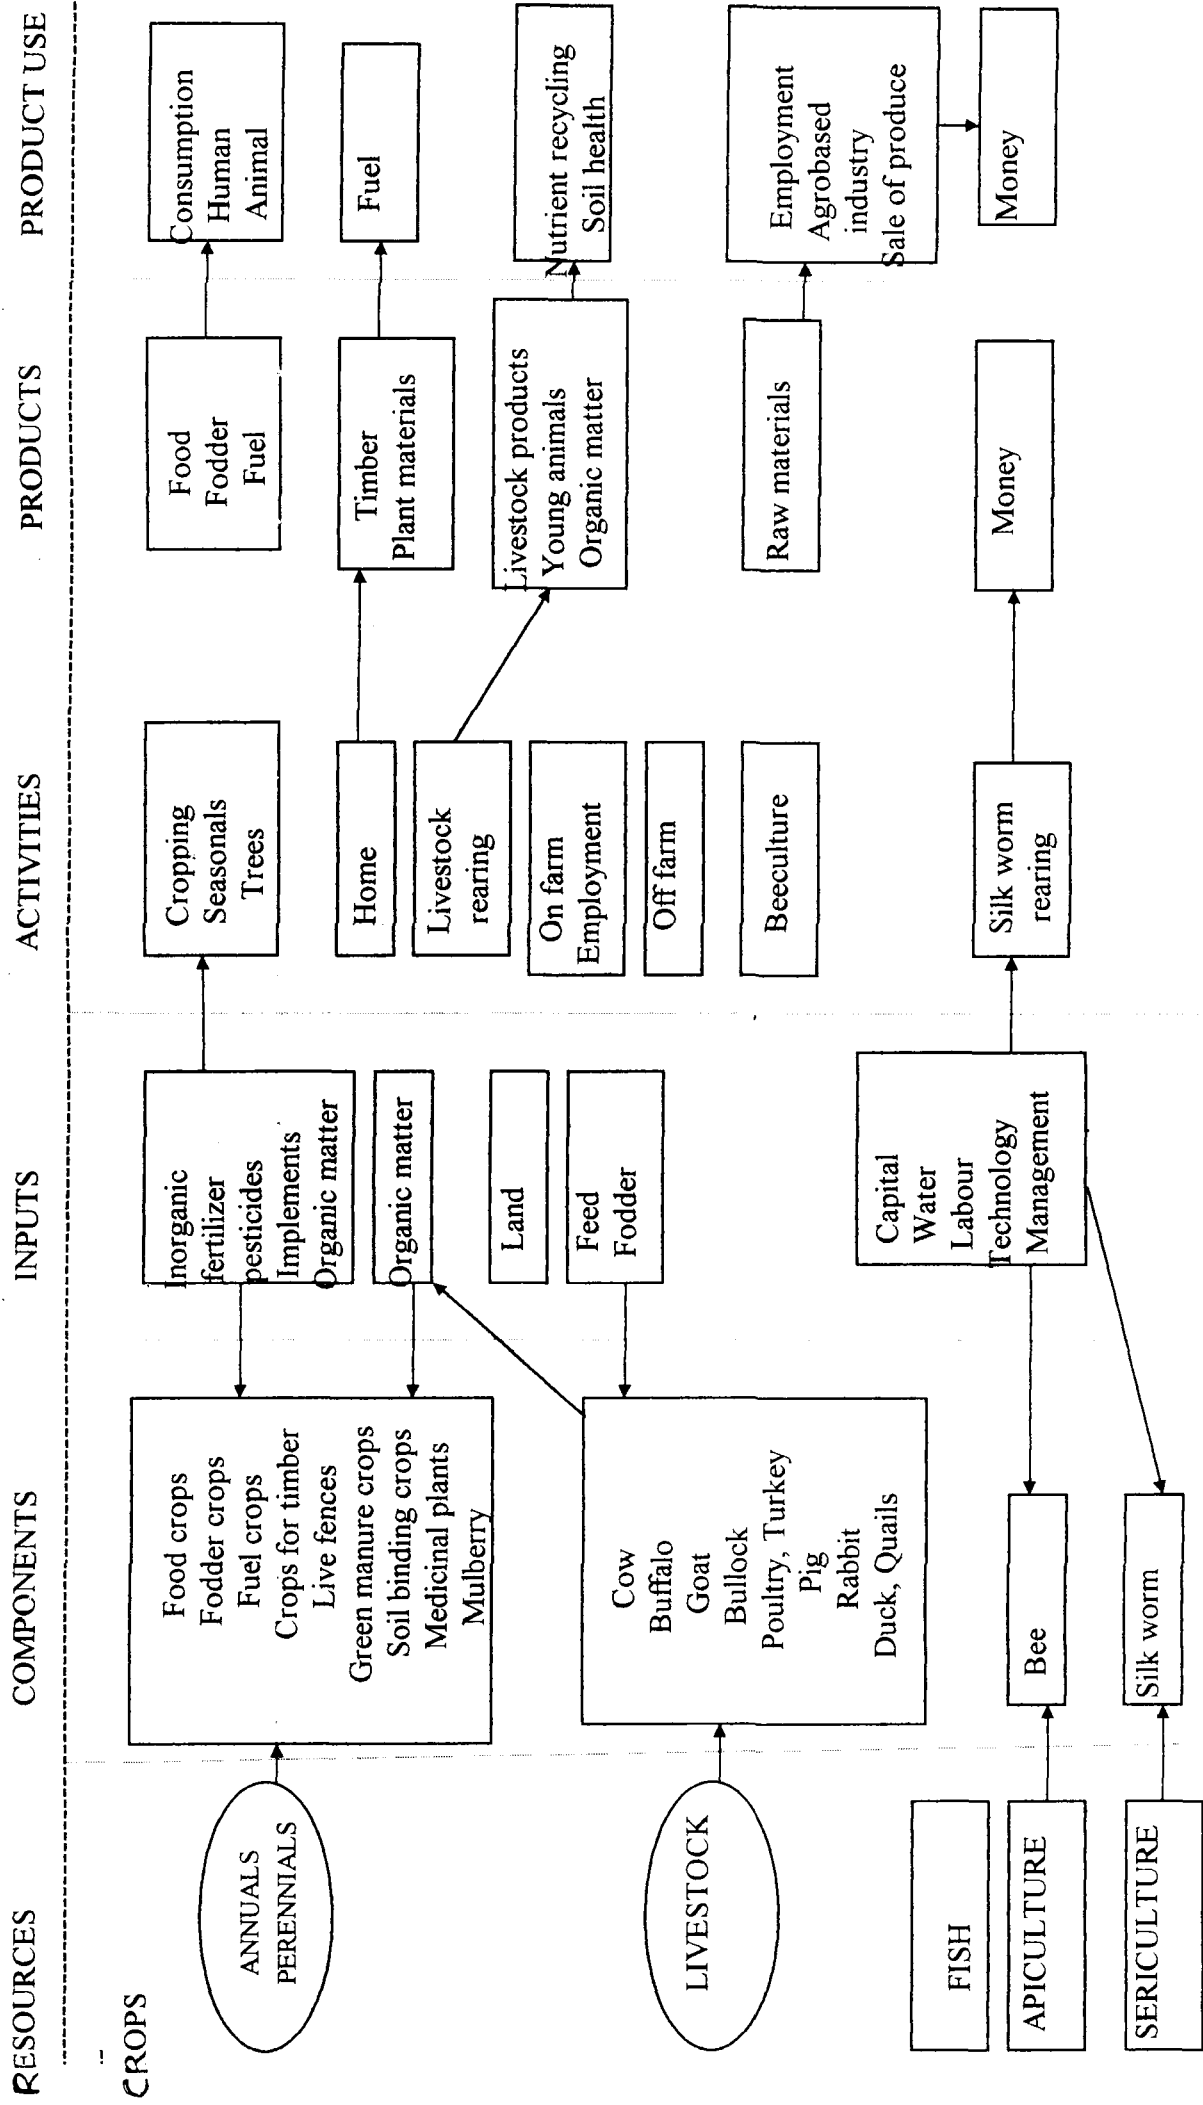 RESOURCES
COMPONENTS
INPUTS
ACTIVITIES
PRODUCTS
PRODUCT USE
CROPS
ANNUALS
PERENNIALS
Food crops
Fodder crops
Fuel crops
Crops for timber
Live fences
Green manure crops
Soil binding crops
Medicinal plants
Mulberry
Inorganic
fertilizer
pesticides
Implements
Organic matter
Organic matter
Cropping
Seasonals
Trees
Food
Fodder
Fuel
Consumption
Human
Animal
Home
Timber
Plant materials
Fuel
LIVESTOCK
Cow
Buffalo
Goat
Bullock
Poultry, Turkey
Pig
Rabbit
Duck, Quails
Land
Feed
Fodder
Livestock
rearing
On farm
Employment
Off farm
Livestock products
Young animals
Organic matter
Nutrient recycling
Soil health
Beeculture
Raw materials
Employment
Agrobased
industry
Sale of produce
FISH
APICULTURE
Bee
Capital
Water
Labour
Technology
Management
Silk worm
rearing
Money
Money
SERICULTURE
Silk worm